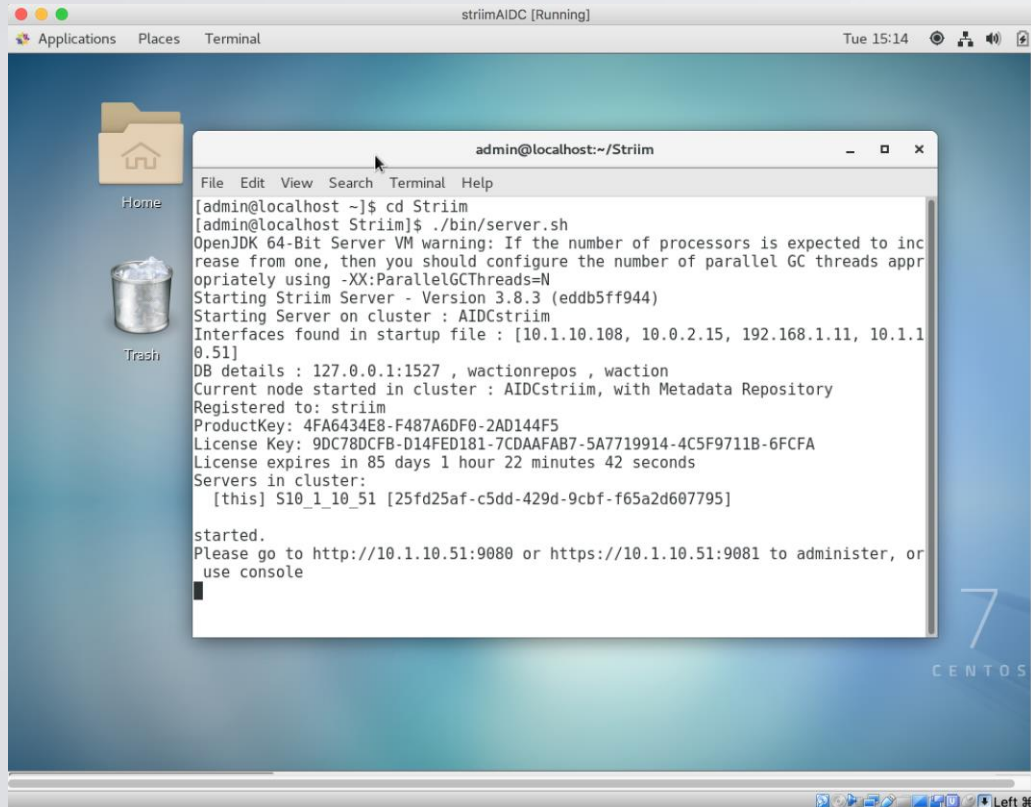 striimAIDC [Running]
Applications Places Terminal Tue 15:14
Home
Trash
admin@localhost:~/Striim
File Edit View Search Terminal Help
[admin@localhost ~]$ cd Striim
[admin@localhost Striim]$ ./bin/server.sh
OpenJDK 64-Bit Server VM warning: If the number of processors is expected to inc
rease from one, then you should configure the number of parallel GC threads appr
opriately using -XX:ParallelGCThreads=N
Starting Striim Server - Version 3.8.3 (eddb5ff944)
Starting Server on cluster : AIDCstriim
Interfaces found in startup file : [10.1.10.108, 10.0.2.15, 192.168.1.11, 10.1.1
0.51]
DB details : 127.0.0.1:1527 , wactionrepos , waction
Current node started in cluster : AIDCstriim, with Metadata Repository
Registered to: striim
ProductKey: 4FA6434E8-F487A6DF0-2AD144F5
License Key: 9DC78DCFB-D14FED181-7CDAAFAB7-5A7719914-4C5F9711B-6FCFA
License expires in 85 days 1 hour 22 minutes 42 seconds
Servers in cluster:
  [this] S10_1_10_51 [25fd25af-c5dd-429d-9cbf-f65a2d607795]
started.
Please go to http://10.1.10.51:9080 or https://10.1.10.51:9081 to administer, or
 use console
7
CENTOS
Left ⌘